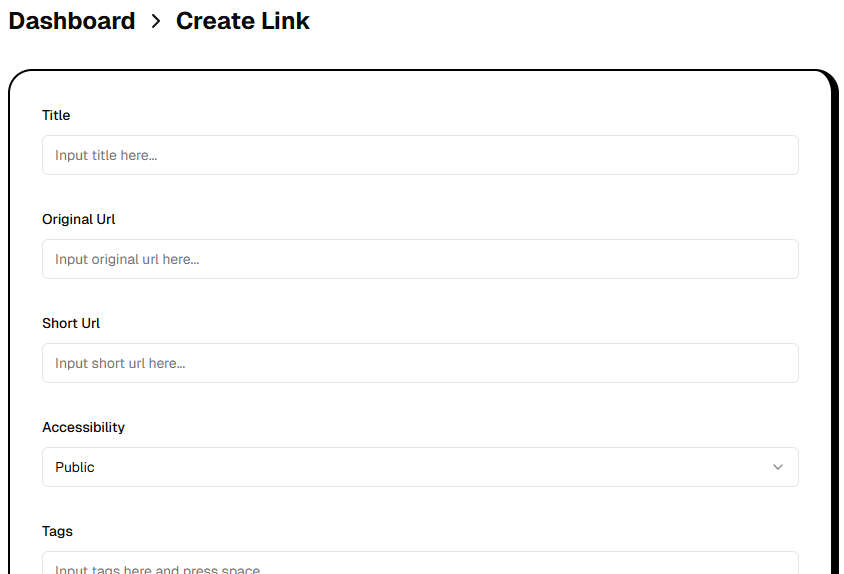 Dashboard > Create Link
Title
Input title here...
Original Url
Input original url here...
Short Url
Input short url here...
Accessibility
Public
Tags
Input tags here and press space